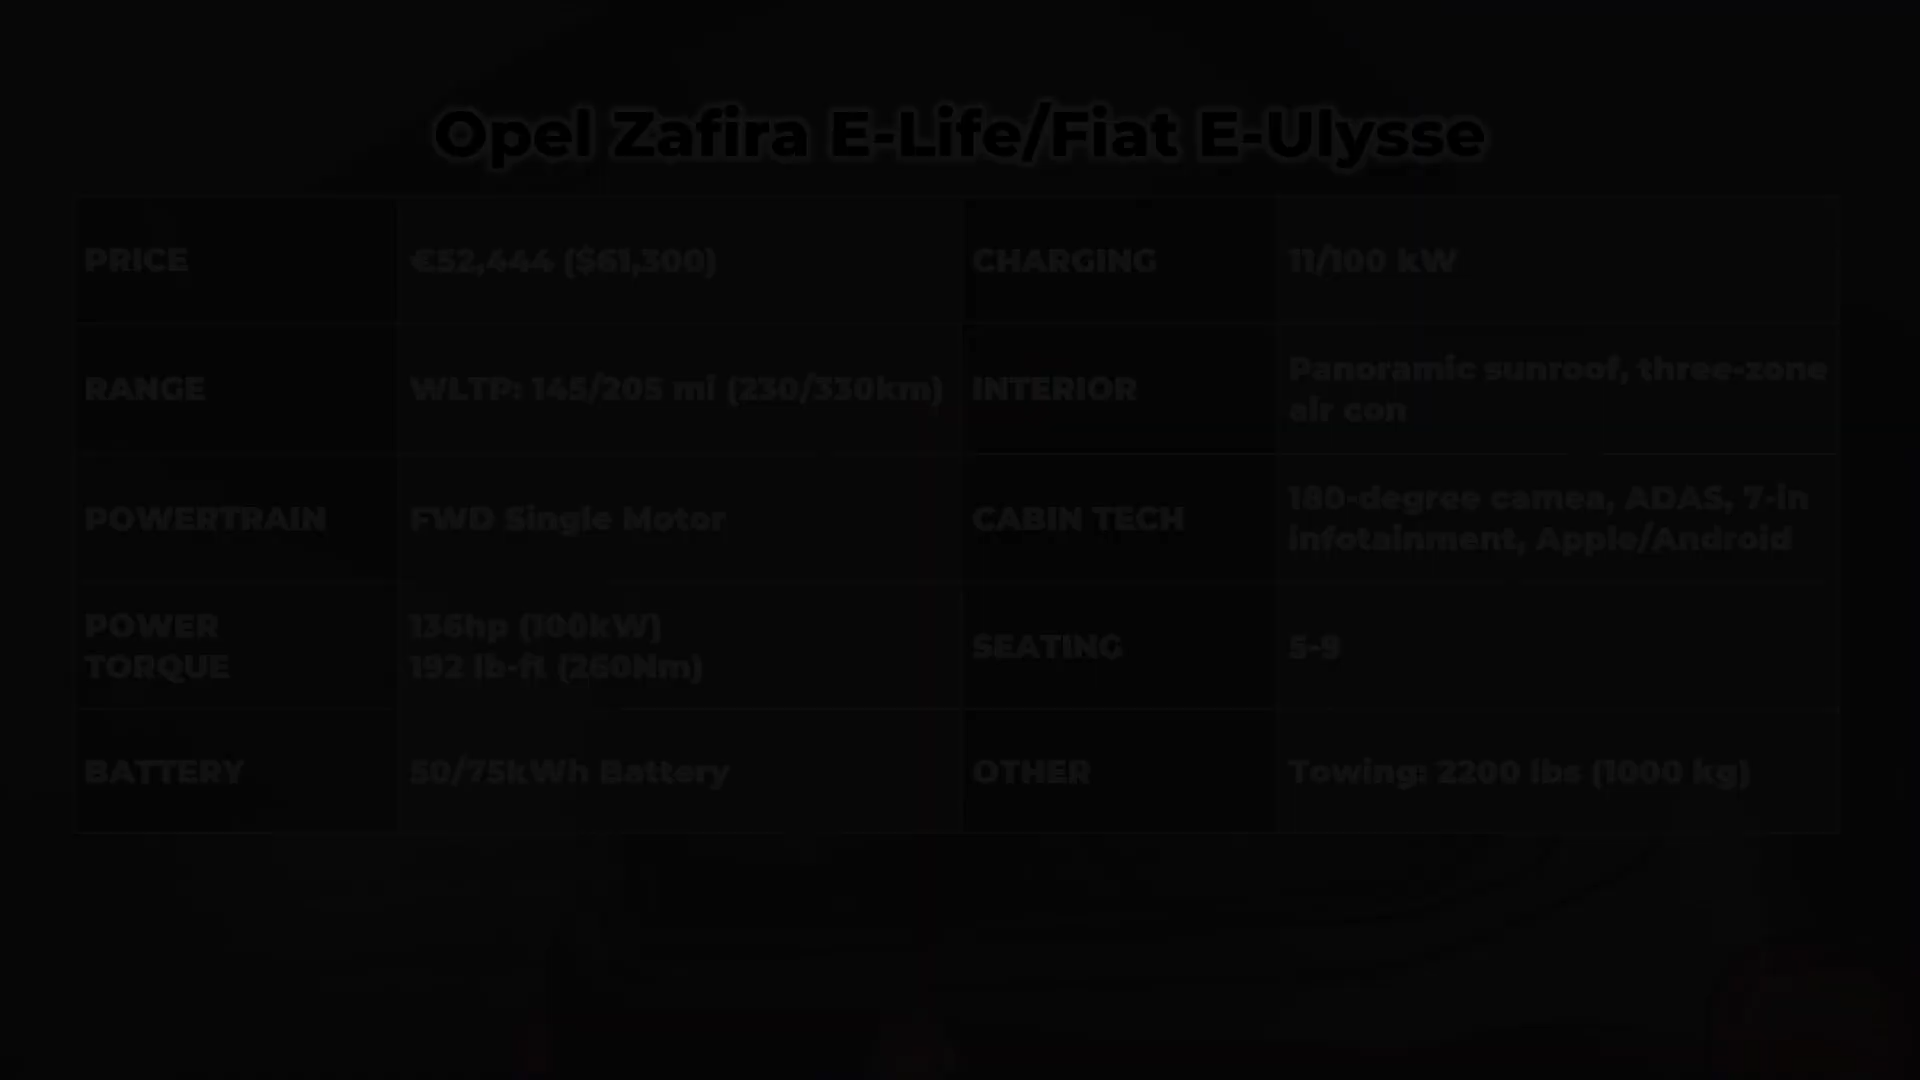 Opel Zafira E-Life/Fiat E-Ulysse
PRICE
€52,444 ($61,300)
CHARGING
11/100 kW
RANGE
WLTP: 145/205 mi (230/330km)
INTERIOR
Panoramic sunroof, three-zone
air con
POWERTRAIN
FWD Single Motor
CABIN TECH
180-degree camea, ADAS, 7-in
infotainment, Apple/Android
POWER
TORQUE
136hp (100kW)
192 lb-ft (260Nm)
SEATING
5-9
BATTERY
50/75kWh Battery
OTHER
Towing: 2200 lbs (1000 kg)